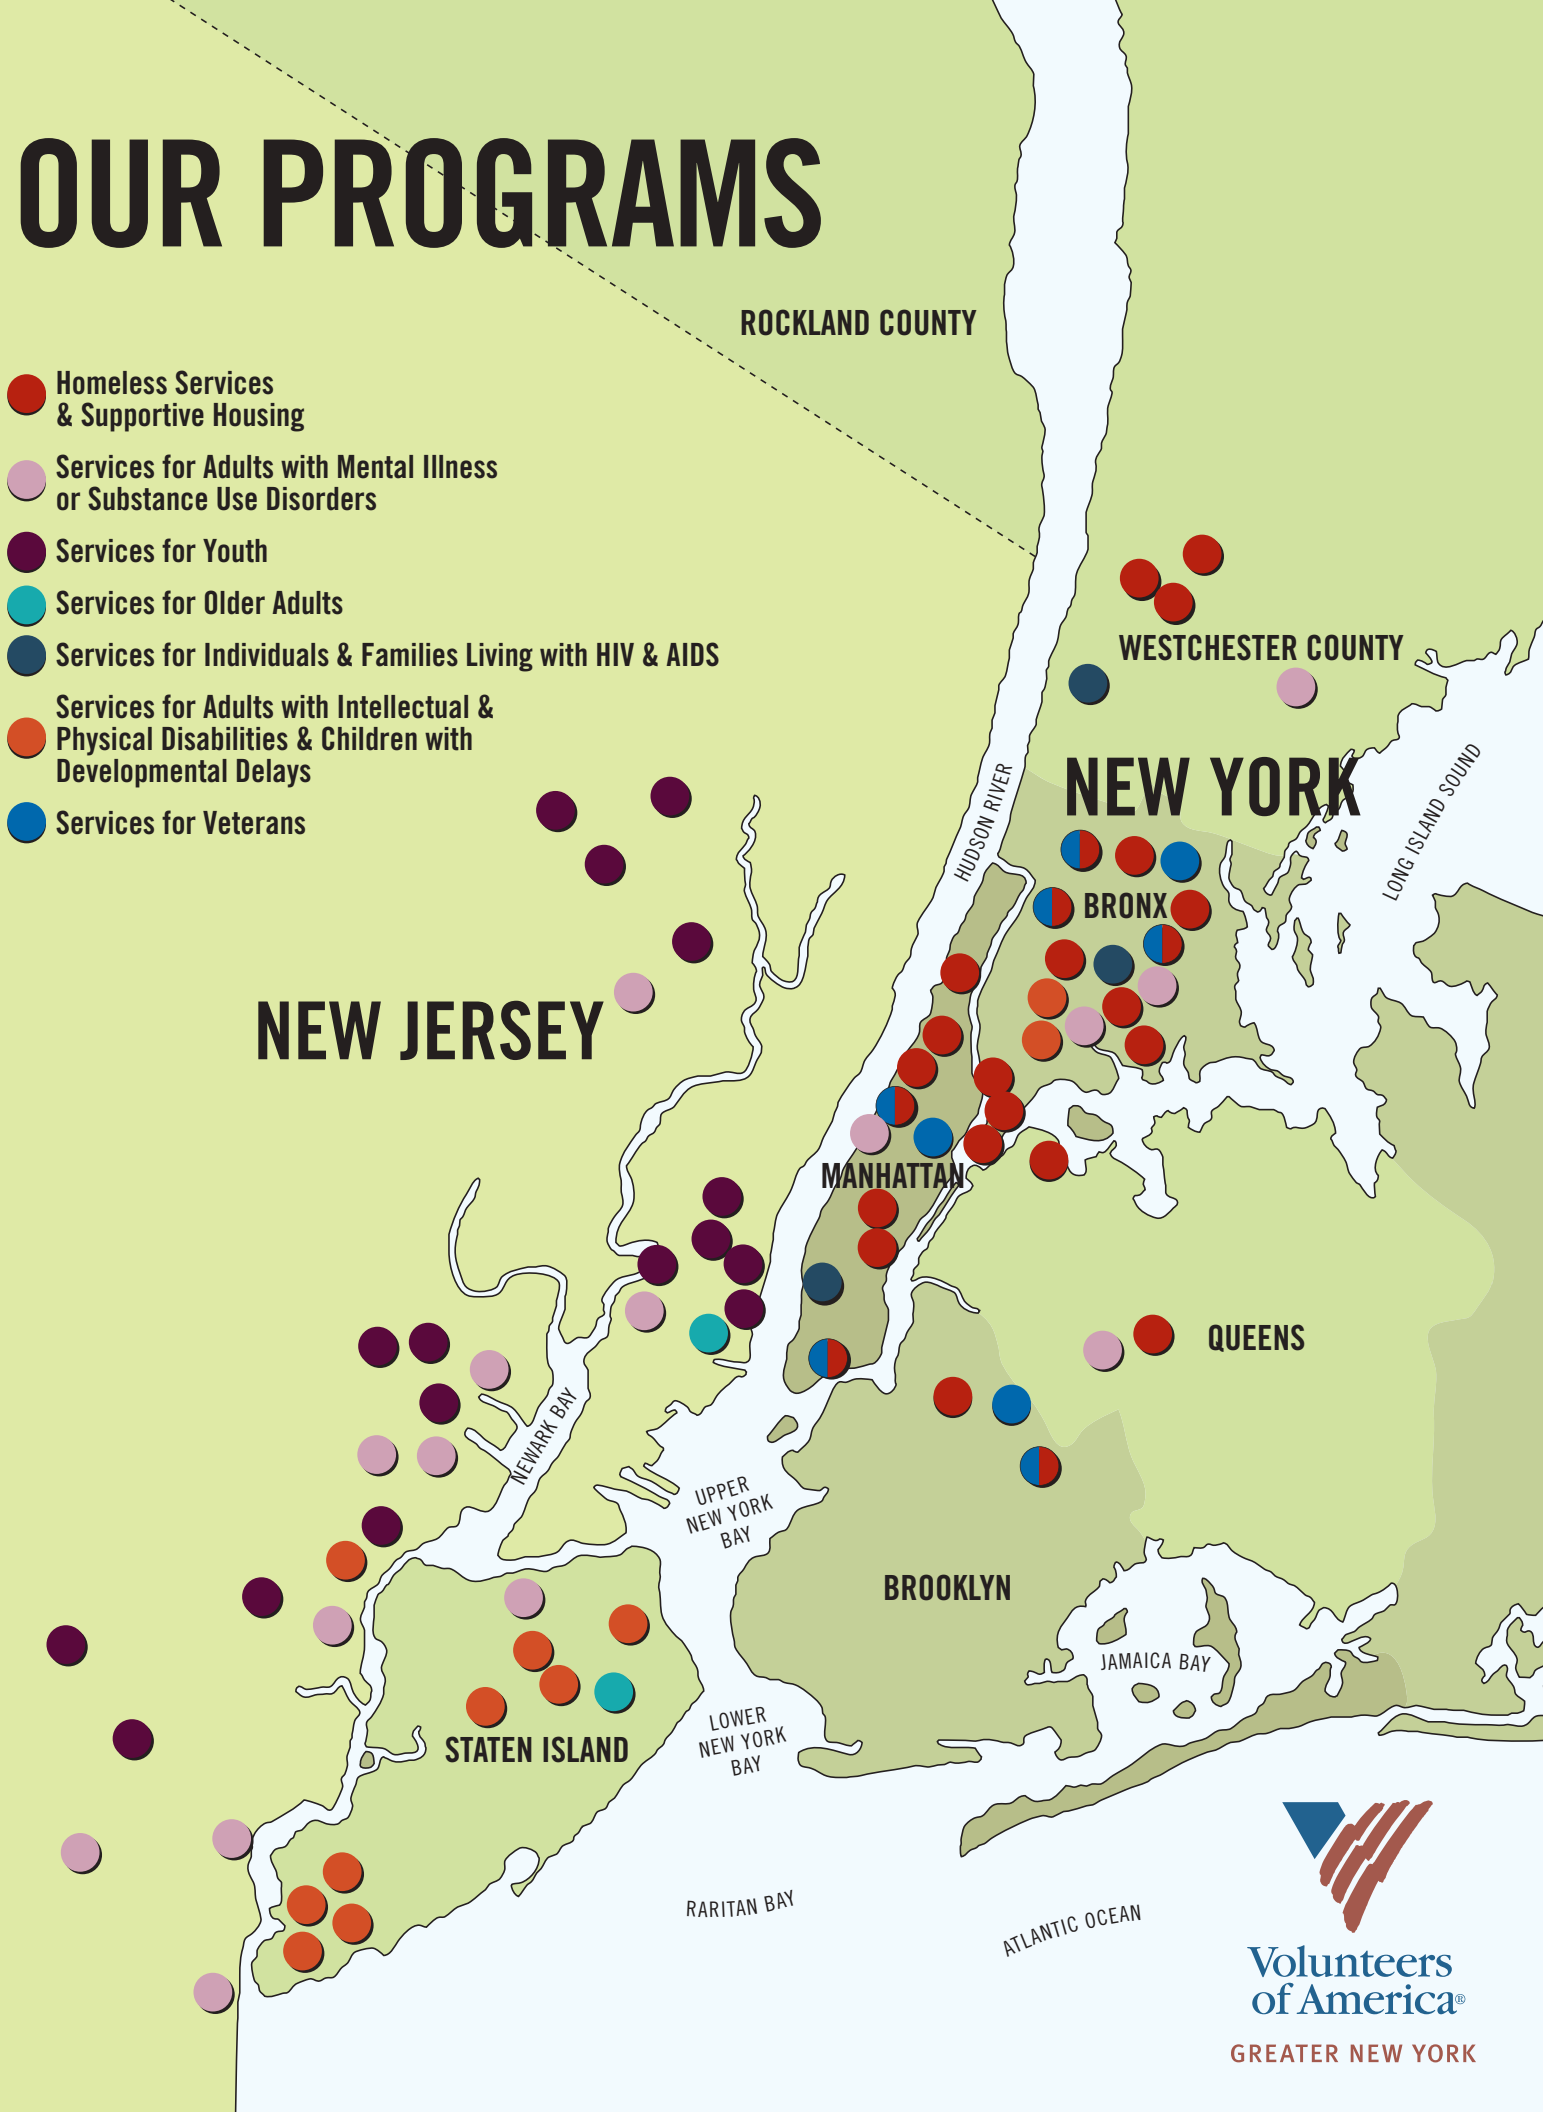 OUR PROGRAMS
ROCKLAND COUNTY
Homeless Services
& Supportive Housing
Services for Adults with Mental Illness
or Substance Use Disorders
Services for Youth
Services for Older Adults
Services for Individuals & Families Living with HIV & AIDS
Services for Adults with Intellectual &
Physical Disabilities & Children with
Developmental Delays
Services for Veterans
WESTCHESTER COUNTY
NEW YORK
HUDSON RIVER
LONG ISLAND SOUND
BRONX
NEW JERSEY
MANHATTAN
QUEENS
NEWARK BAY
UPPER
NEW YORK
BAY
BROOKLYN
JAMAICA BAY
LOWER
NEW YORK
BAY
STATEN ISLAND
RARITAN BAY
ATLANTIC OCEAN
Volunteers
of America®
GREATER NEW YORK